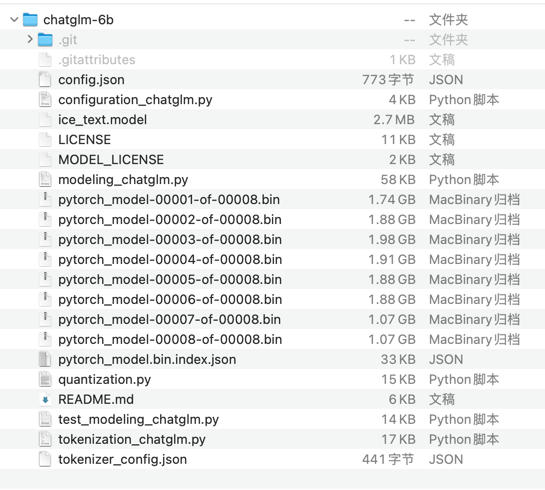 chatglm-6b -- 文件夹
.git -- 文件夹
.gitattributes 1 KB 文稿
config.json 773 字节 JSON
configuration_chatglm.py 4 KB Python 脚本
ice_text.model 2.7 MB 文稿
LICENSE 11 KB 文稿
MODEL_LICENSE 2 KB 文稿
modeling_chatglm.py 58 KB Python 脚本
pytorch_model-00001-of-00008.bin 1.74 GB MacBinary 归档
pytorch_model-00002-of-00008.bin 1.88 GB MacBinary 归档
pytorch_model-00003-of-00008.bin 1.98 GB MacBinary 归档
pytorch_model-00004-of-00008.bin 1.91 GB MacBinary 归档
pytorch_model-00005-of-00008.bin 1.88 GB MacBinary 归档
pytorch_model-00006-of-00008.bin 1.88 GB MacBinary 归档
pytorch_model-00007-of-00008.bin 1.07 GB MacBinary 归档
pytorch_model-00008-of-00008.bin 1.07 GB MacBinary 归档
pytorch_model.bin.index.json 33 KB JSON
quantization.py 15 KB Python 脚本
README.md 6 KB 文稿
test_modeling_chatglm.py 14 KB Python 脚本
tokenization_chatglm.py 17 KB Python 脚本
tokenizer_config.json 441 字节 JSON